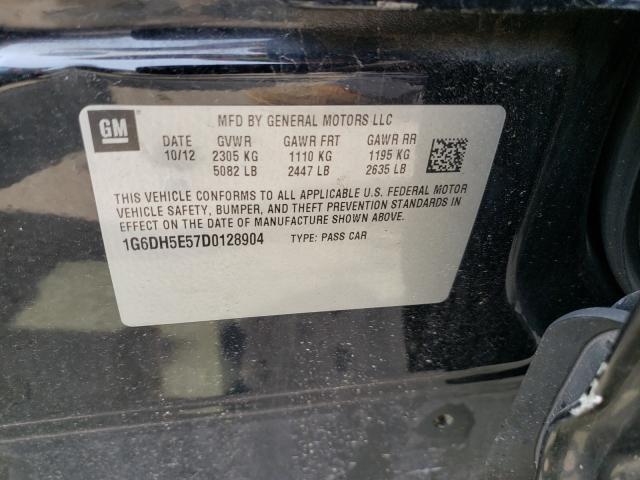 GM
MFD BY GENERAL MOTORS LLC
DATE GVWR GAWR FRT GAWR RR
10/12 2305 KG 1110 KG 1195 KG
5082 LB 2447 LB 2635 LB
THIS VEHICLE CONFORMS TO ALL APPLICABLE U.S. FEDERAL MOTOR
VEHICLE SAFETY, BUMPER, AND THEFT PREVENTION STANDARDS IN
EFFECT ON THE DATE OF MANUFACTURE SHOWN ABOVE.
1G6DH5E57D0128904 TYPE: PASS CAR